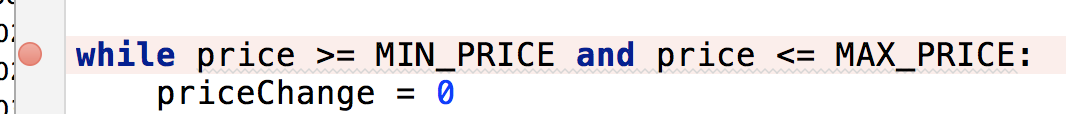 while price >= MIN_PRICE and price <= MAX_PRICE:
priceChange = 0